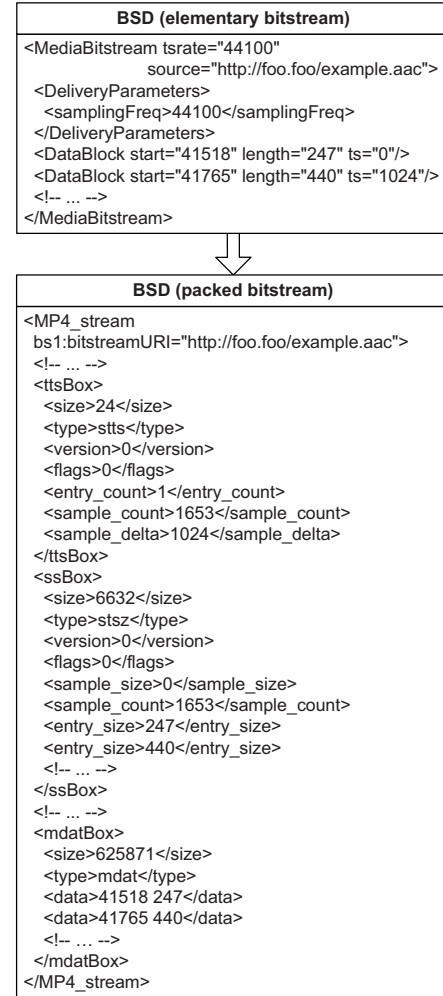 BSD (elementary bitstream)
<MediaBitstream tsrate="44100"
source="http://foo.foo/example.aac">
<DeliveryParameters>
<samplingFreq>44100</samplingFreq>
</DeliveryParameters>
<DataBlock start="41518" length="247" ts="0"/>
<DataBlock start="41765" length="440" ts="1024"/>
<!-- ... -->
</MediaBitstream>
BSD (packed bitstream)
<MP4_stream
bs1:bitstreamURI="http://foo.foo/example.aac">
<!-- ... -->
<ttsBox>
<size>24</size>
<type>stts</type>
<version>0</version>
<flags>0</flags>
<entry_count>1</entry_count>
<sample_count>1653</sample_count>
<sample_delta>1024</sample_delta>
</ttsBox>
<ssBox>
<size>6632</size>
<type>stsz</type>
<version>0</version>
<flags>0</flags>
<sample_size>0</sample_size>
<sample_count>1653</sample_count>
<entry_size>247</entry_size>
<entry_size>440</entry_size>
<!-- ... -->
</ssBox>
<!-- ... -->
<mdatBox>
<size>625871</size>
<type>mdat</type>
<data>41518 247</data>
<data>41765 440</data>
<!-- ... -->
</mdatBox>
</MP4_stream>